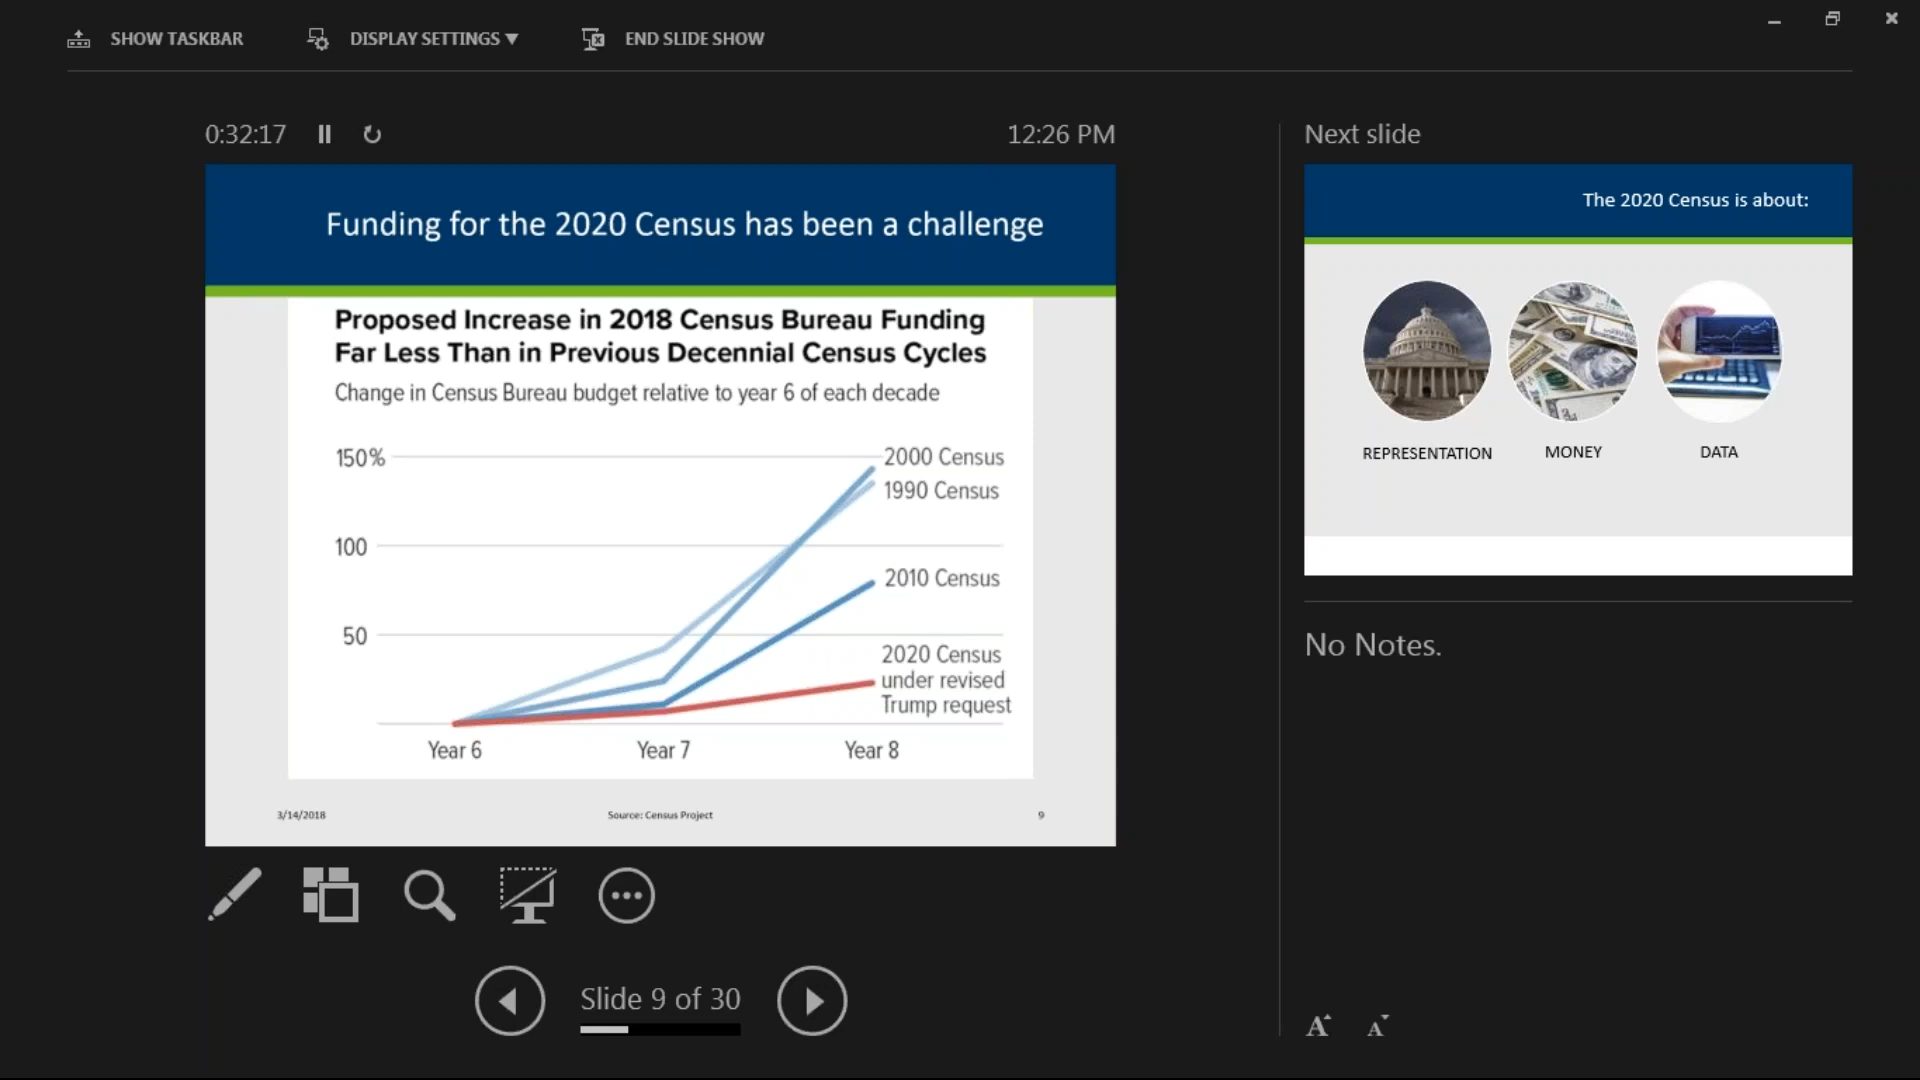 SHOW TASKBAR
DISPLAY SETTINGS ▼
END SLIDE SHOW
0:32:17
12:26 PM
Funding for the 2020 Census has been a challenge
Proposed Increase in 2018 Census Bureau Funding
Far Less Than in Previous Decennial Census Cycles
Change in Census Bureau budget relative to year 6 of each decade
150%
100
50
2000 Census
1990 Census
2010 Census
2020 Census
under revised
Trump request
Year 6
Year 7
Year 8
3/14/2018
Source: Census Project
9
Slide 9 of 30
Next slide
The 2020 Census is about:
REPRESENTATION
MONEY
DATA
No Notes.
A
A